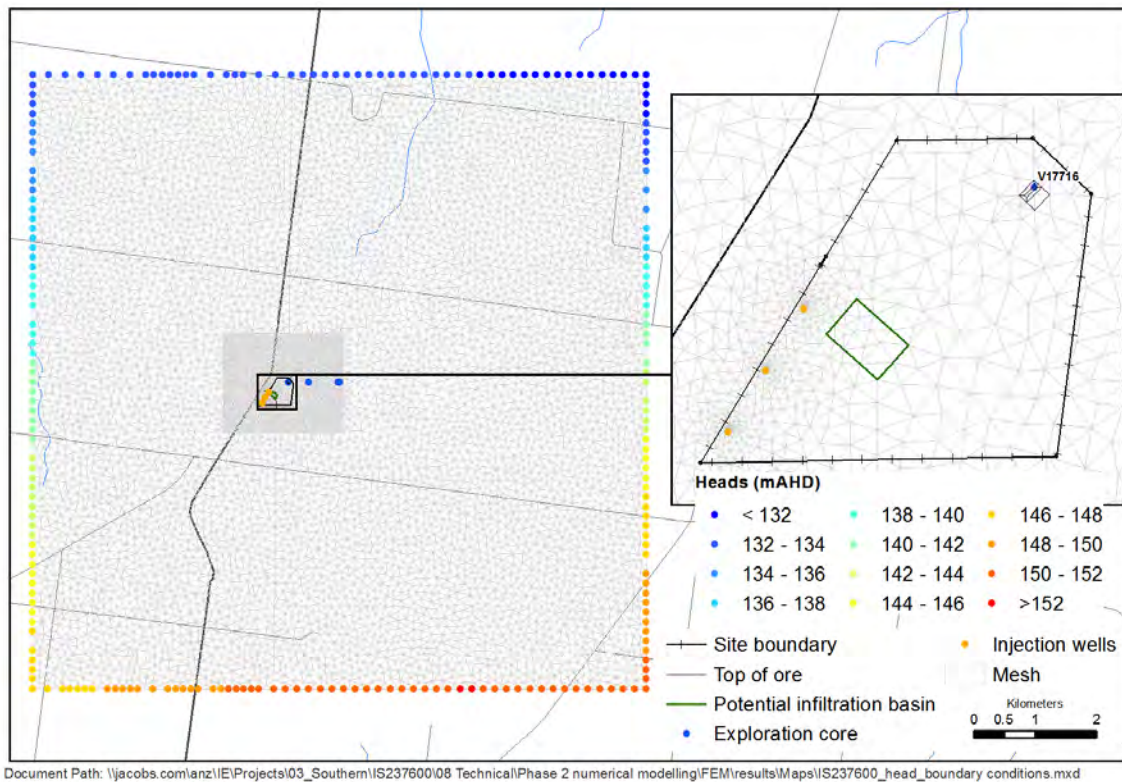 V17716
Heads (mAHD)
< 132
132 - 134
134 - 136
136 - 138
138 - 140
140 - 142
142 - 144
144 - 146
146 - 148
148 - 150
150 - 152
>152
Site boundary
Top of ore
Potential infiltration basin
Exploration core
Injection wells
Mesh
Kilometers
0 0.5 1 2
Document Path: \\jacobs.com\anz\IE\Projects\03_Southern\IS237600\08 Technical\Phase 2 numerical modelling\FEM\results\Maps\IS237600_head_boundary conditions.mxd